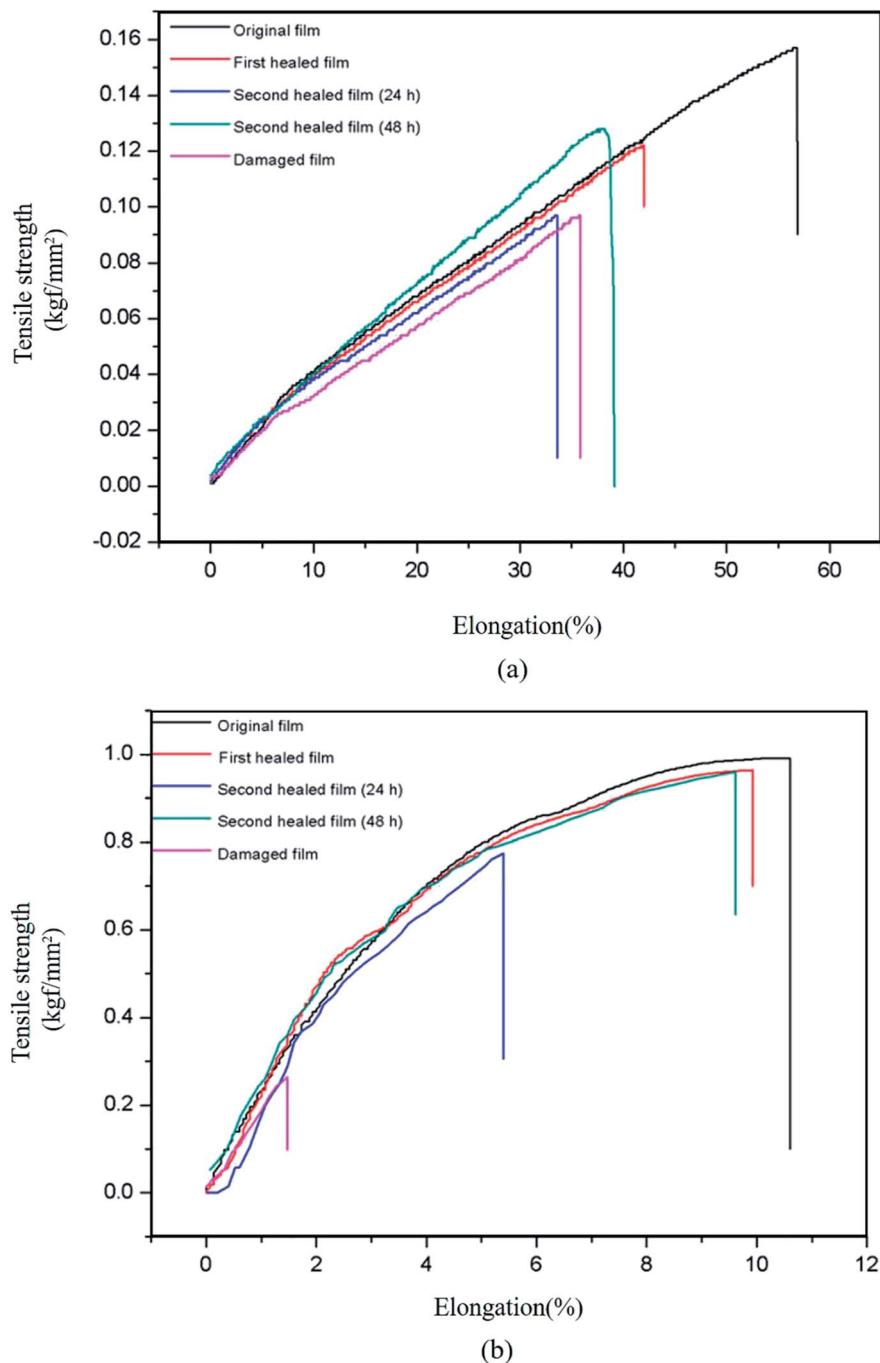 0.16
0.14
0.12
0.10
0.08
0.06
0.04
0.02
0.00
-0.02
Original film
First healed film
Second healed film (24 h)
Second healed film (48 h)
Damaged film
Tensile strength
(kgf/mm²)
0 10 20 30 40 50 60
Elongation(%)
(a)
1.0
0.8
0.6
0.4
0.2
0.0
Original film
First healed film
Second healed film (24 h)
Second healed film (48 h)
Damaged film
Tensile strength
(kgf/mm²)
0 2 4 6 8 10 12
Elongation(%)
(b)